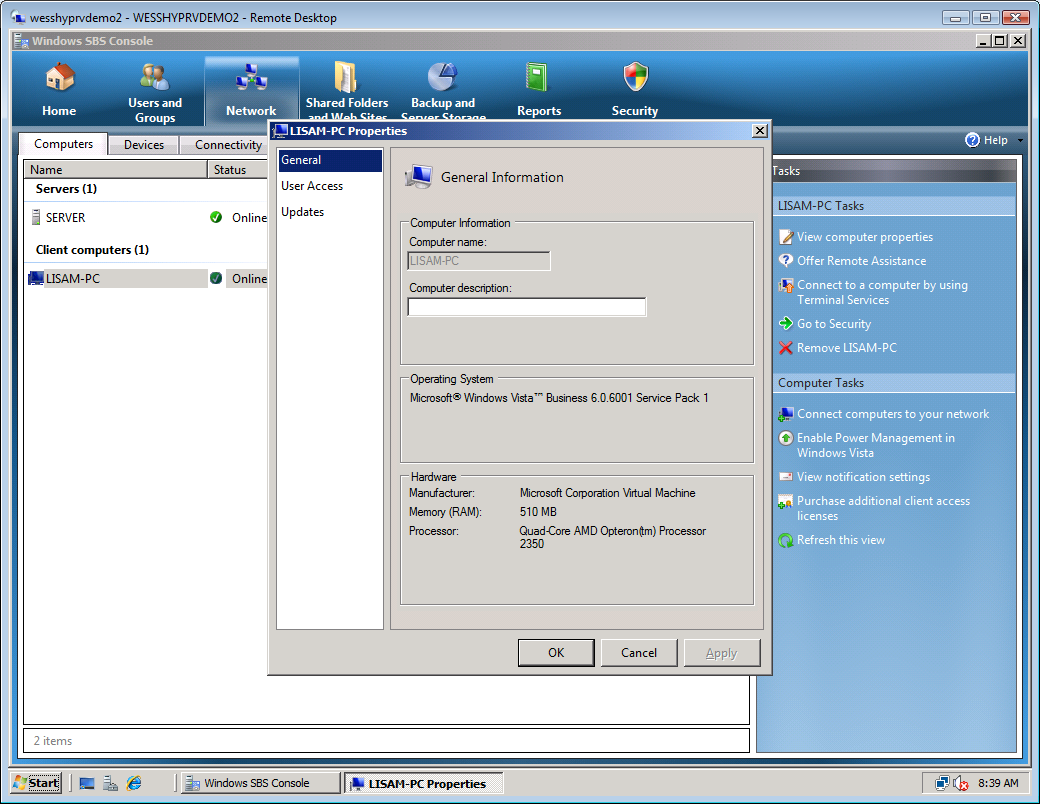 wesshyprvdemo2 - WESSHYPRVDEMO2 - Remote Desktop
Windows SBS Console
Home
Users and
Groups
Network
Shared Folders
and Web Sites
Backup and
Server Storage
Reports
Security
Computers
Devices
Connectivity
Help
Name
Status
Servers (1)
SERVER
Online
Client computers (1)
LISAM-PC
Online
2 items
LISAM-PC Properties
General
User Access
Updates
General Information
Computer Information
Computer name:
LISAM-PC
Computer description:
Operating System
Microsoft® Windows Vista™ Business 6.0.6001 Service Pack 1
Hardware
Manufacturer: Microsoft Corporation Virtual Machine
Memory (RAM): 510 MB
Processor: Quad-Core AMD Opteron(tm) Processor
2350
OK
Cancel
Apply
Tasks
LISAM-PC Tasks
View computer properties
Offer Remote Assistance
Connect to a computer by using
Terminal Services
Go to Security
Remove LISAM-PC
Computer Tasks
Connect computers to your network
Enable Power Management in
Windows Vista
View notification settings
Purchase additional client access
licenses
Refresh this view
Start
Windows SBS Console
LISAM-PC Properties
8:39 AM